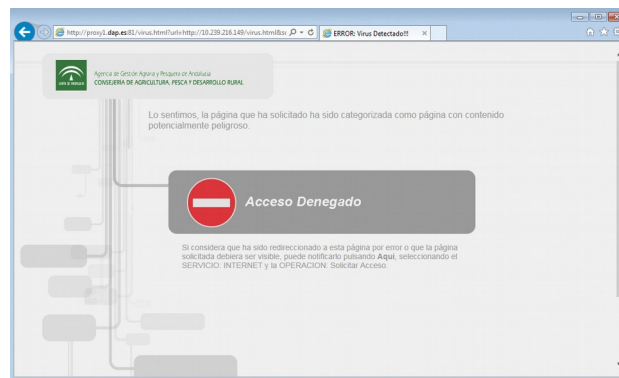 http://proxy1.dap.es:81/virus.html?url=http://10.239.216.149/virus.html&sr
ERROR: Virus Detectado!!!
Agencia de Gestión Agraria y Pesquera de Andalucía
CONSEJERÍA DE AGRICULTURA, PESCA Y DESARROLLO RURAL
Lo sentimos, la página que ha solicitado ha sido categorizada como página con contenido
potencialmente peligroso.
Acceso Denegado
Si considera que ha sido redireccionado a esta página por error o que la página
solicitada debiera ser visible, puede notificarlo pulsando Aquí, seleccionando el
SERVICIO: INTERNET y la OPERACION: Solicitar Acceso.